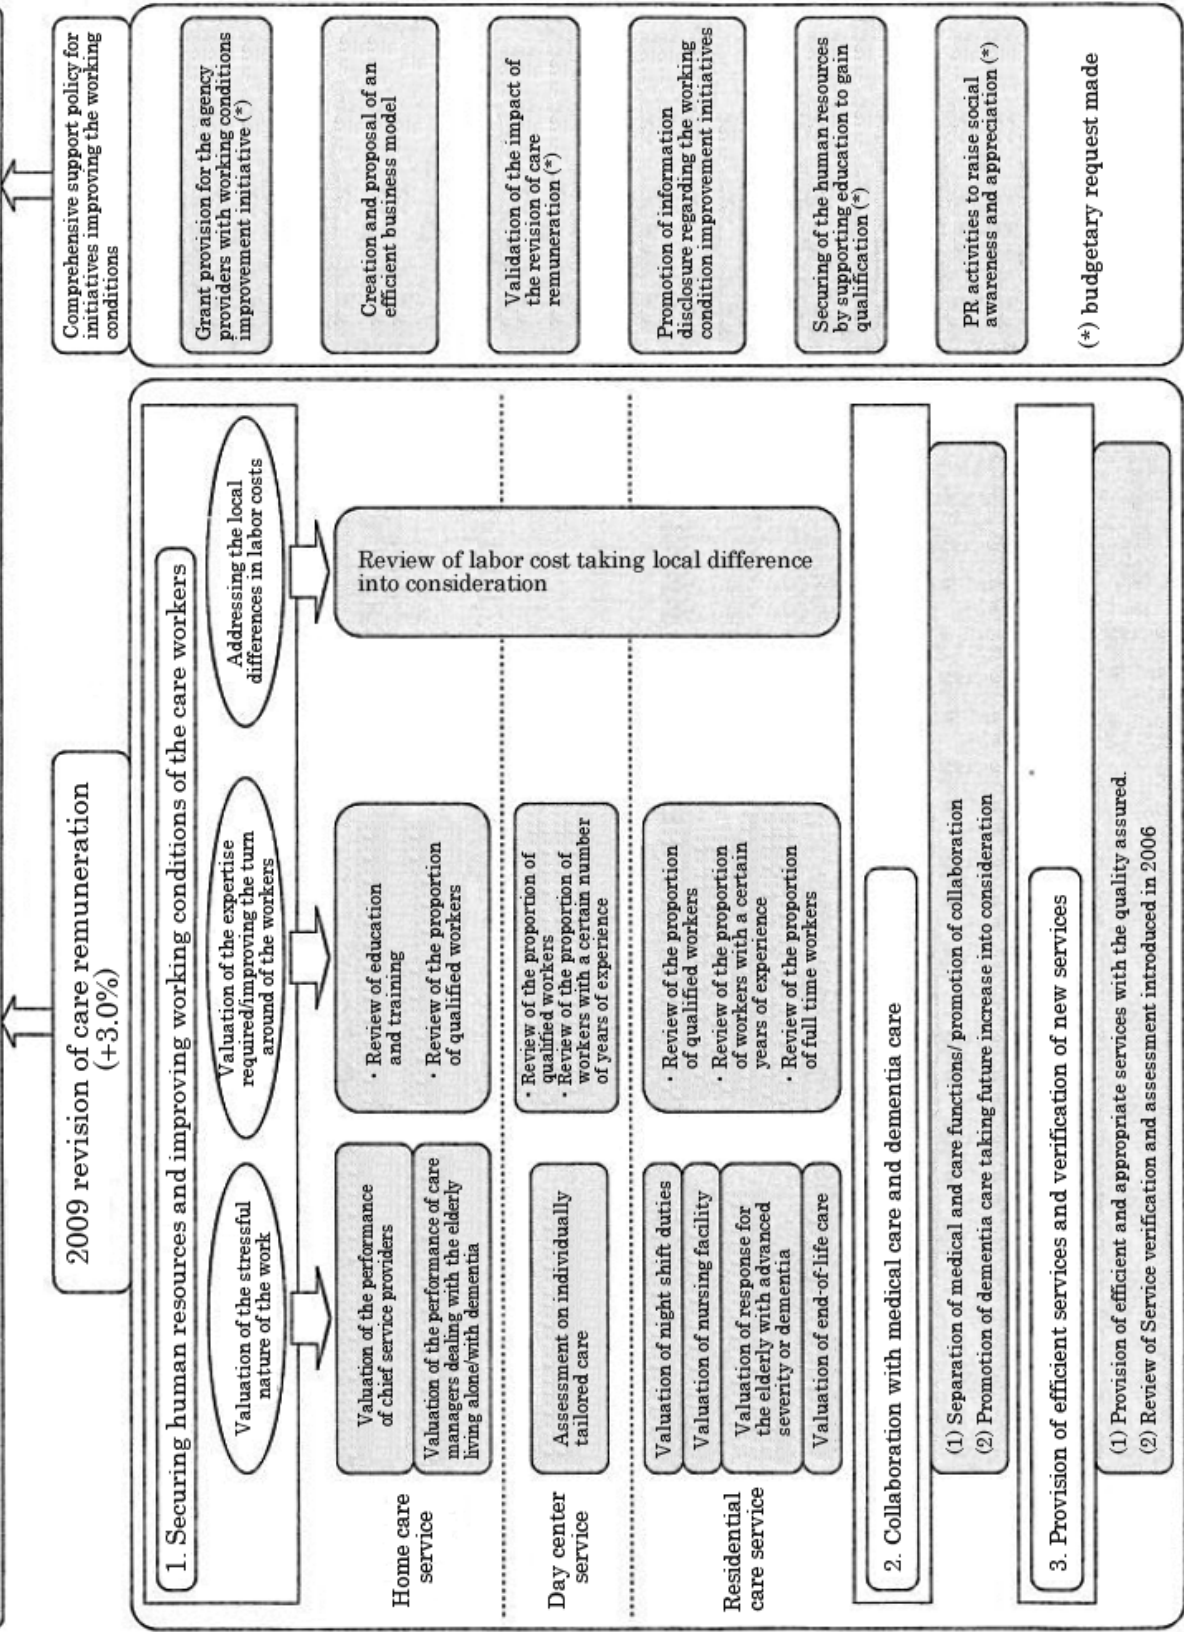 2009 revision of care remuneration
(+3.0%)
1. Securing human resources and improving working conditions of the care workers
Valuation of the stressful
nature of the work
Valuation of the expertise
required/improving the turn
around of the workers
Addressing the local
differences in labor costs
Home care
service
Valuation of the performance
of chief service providers
Valuation of the performance of care
managers dealing with the elderly
living alone/with dementia
· Review of education
and training
· Review of the proportion
of qualified workers
Review of labor cost taking local difference
into consideration
Day center
service
Assessment on individually
tailored care
· Review of the proportion of
qualified workers
· Review of the proportion of
workers with a certain number
of years of experience
Residential
care service
Valuation of night shift duties
Valuation of nursing facility
Valuation of response for
the elderly with advanced
severity or dementia
Valuation of end-of-life care
· Review of the proportion
of qualified workers
· Review of the proportion
of workers with a certain
years of experience
· Review of the proportion
of full time workers
2. Collaboration with medical care and dementia care
(1) Separation of medical and care functions/ promotion of collaboration
(2) Promotion of dementia care taking future increase into consideration
3. Provision of efficient services and verification of new services
(1) Provision of efficient and appropriate services with the quality assured.
(2) Review of Service verification and assessment introduced in 2006
Comprehensive support policy for
initiatives improving the working
conditions
Grant provision for the agency
providers with working conditions
improvement initiative (*)
Creation and proposal of an
efficient business model
Validation of the impact of
the revision of care
remuneration (*)
Promotion of information
disclosure regarding the working
condition improvement initiatives
Securing of the human resources
by supporting education to gain
qualification (*)
PR activities to raise social
awareness and appreciation (*)
(*) budgetary request made